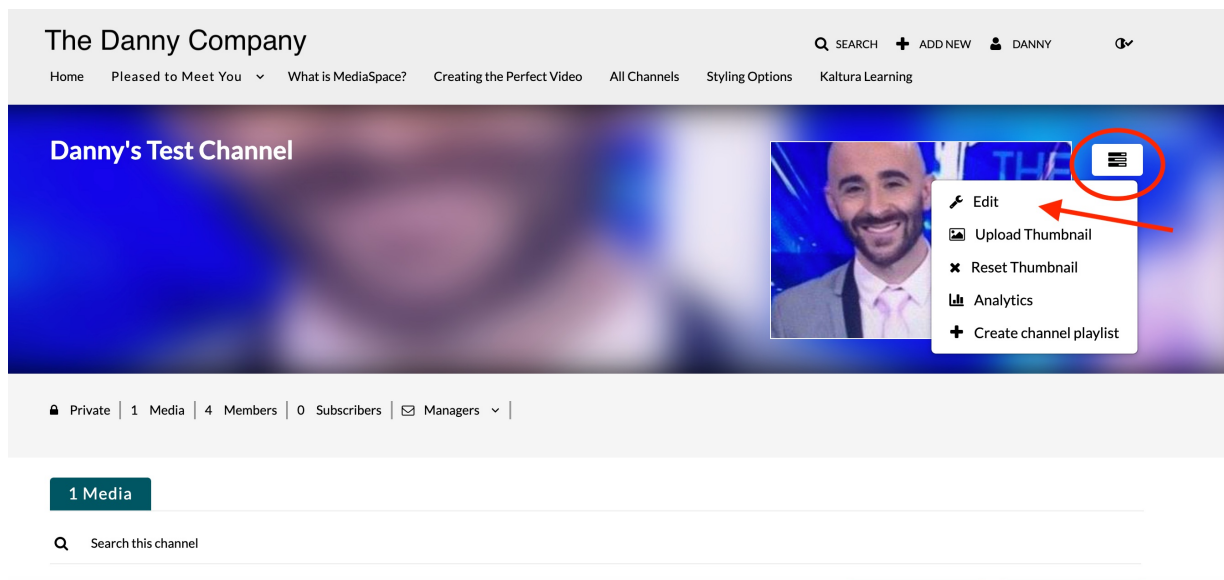 The Danny Company
SEARCH ADD NEW DANNY
Home Pleased to Meet You What is MediaSpace? Creating the Perfect Video All Channels Styling Options Kaltura Learning
Danny's Test Channel
THE
Edit
Upload Thumbnail
Reset Thumbnail
Analytics
Create channel playlist
Private 1 Media 4 Members 0 Subscribers Managers
1 Media
Search this channel